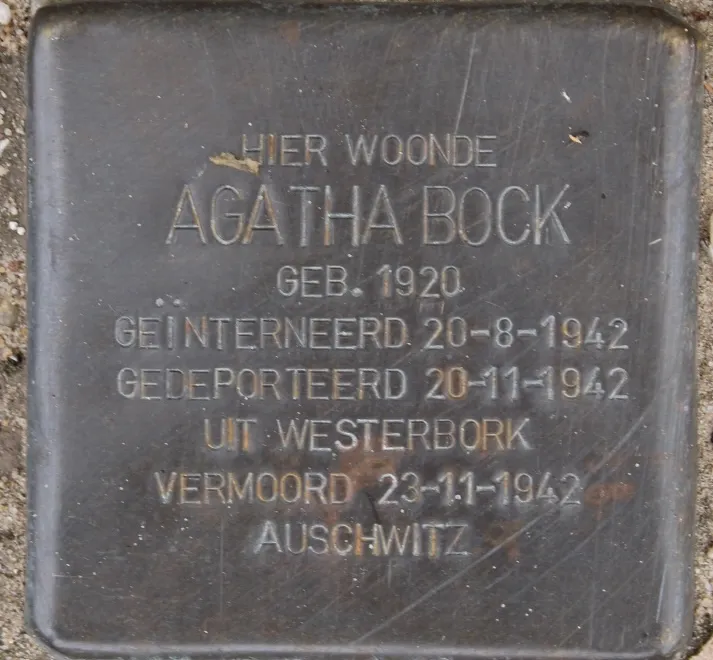 HIER WOONDE
AGATHA BOCK
GEB. 1920
GEÏNTERNEERD 20-8-1942
GEDEPORTEERD 20-11-1942
UIT WESTERBORK
VERMOORD 23-11-1942
AUSCHWITZ